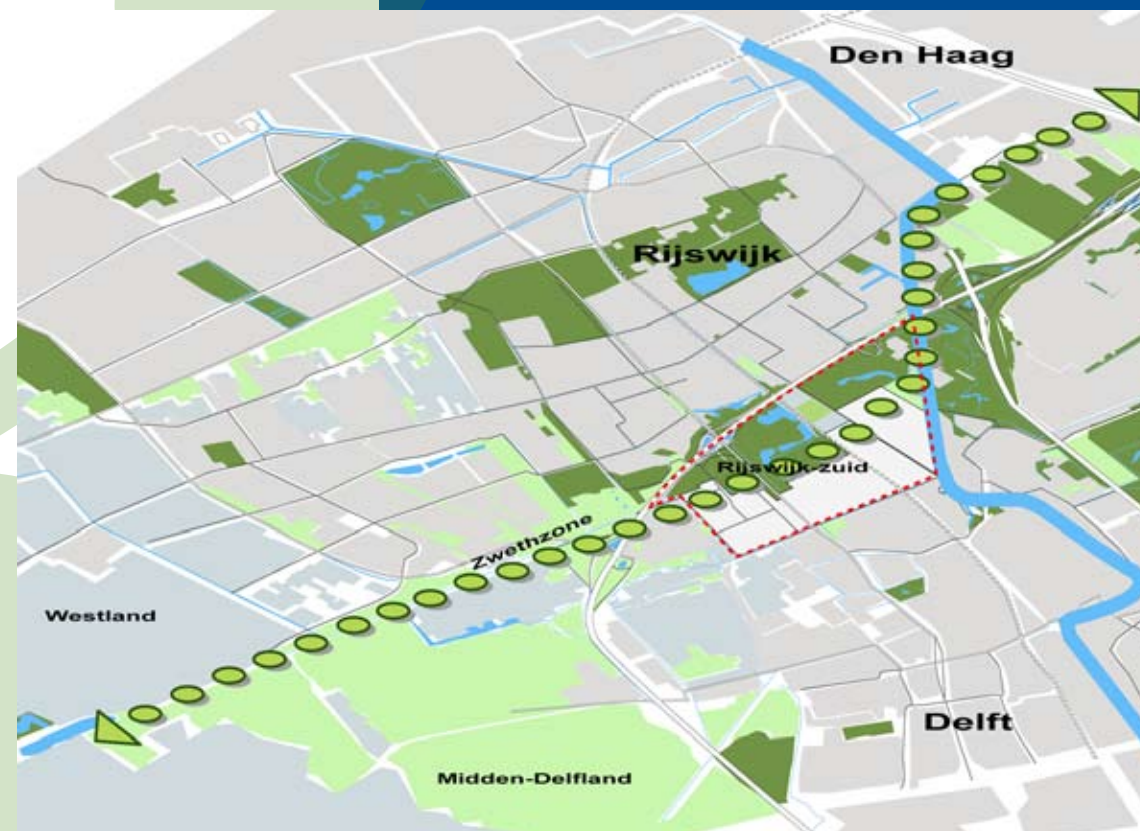 Den Haag
Rijswijk
Rijswijk-zuid
Zwethzone
Westland
Delft
Midden-Delfland